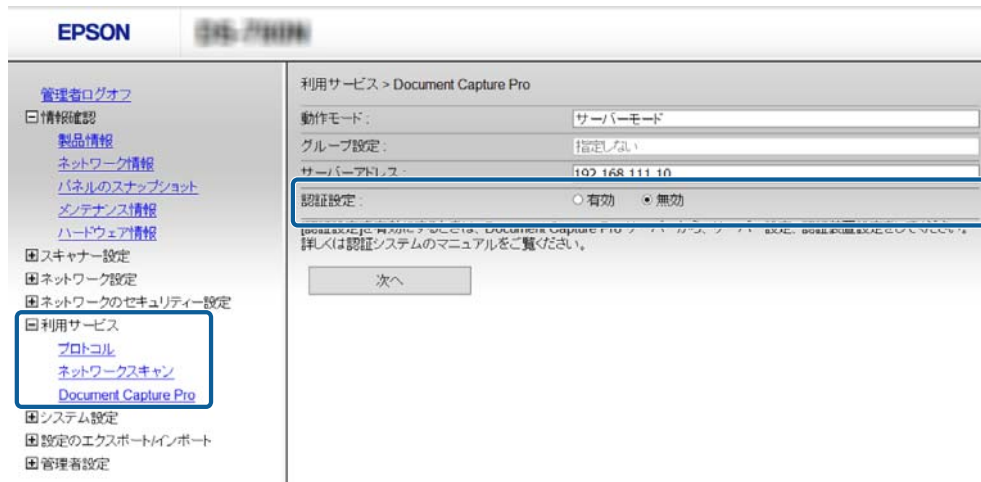 EPSON
管理者ログオフ
情報確認
製品情報
ネットワーク情報
パネルのスナップショット
メンテナンス情報
ハードウェア情報
スキャナー設定
ネットワーク設定
ネットワークのセキュリティー設定
利用サービス
プロトコル
ネットワークスキャン
Document Capture Pro
システム設定
設定のエクスポート/インポート
管理者設定
利用サービス > Document Capture Pro
動作モード : サーバーモード
グループ設定 : 指定しない
サーバーアドレス : 192.168.111.10
認証設定 : 有効 無効
Document Capture Pro
詳しくは認証システムのマニュアルをご覧ください。
次へ